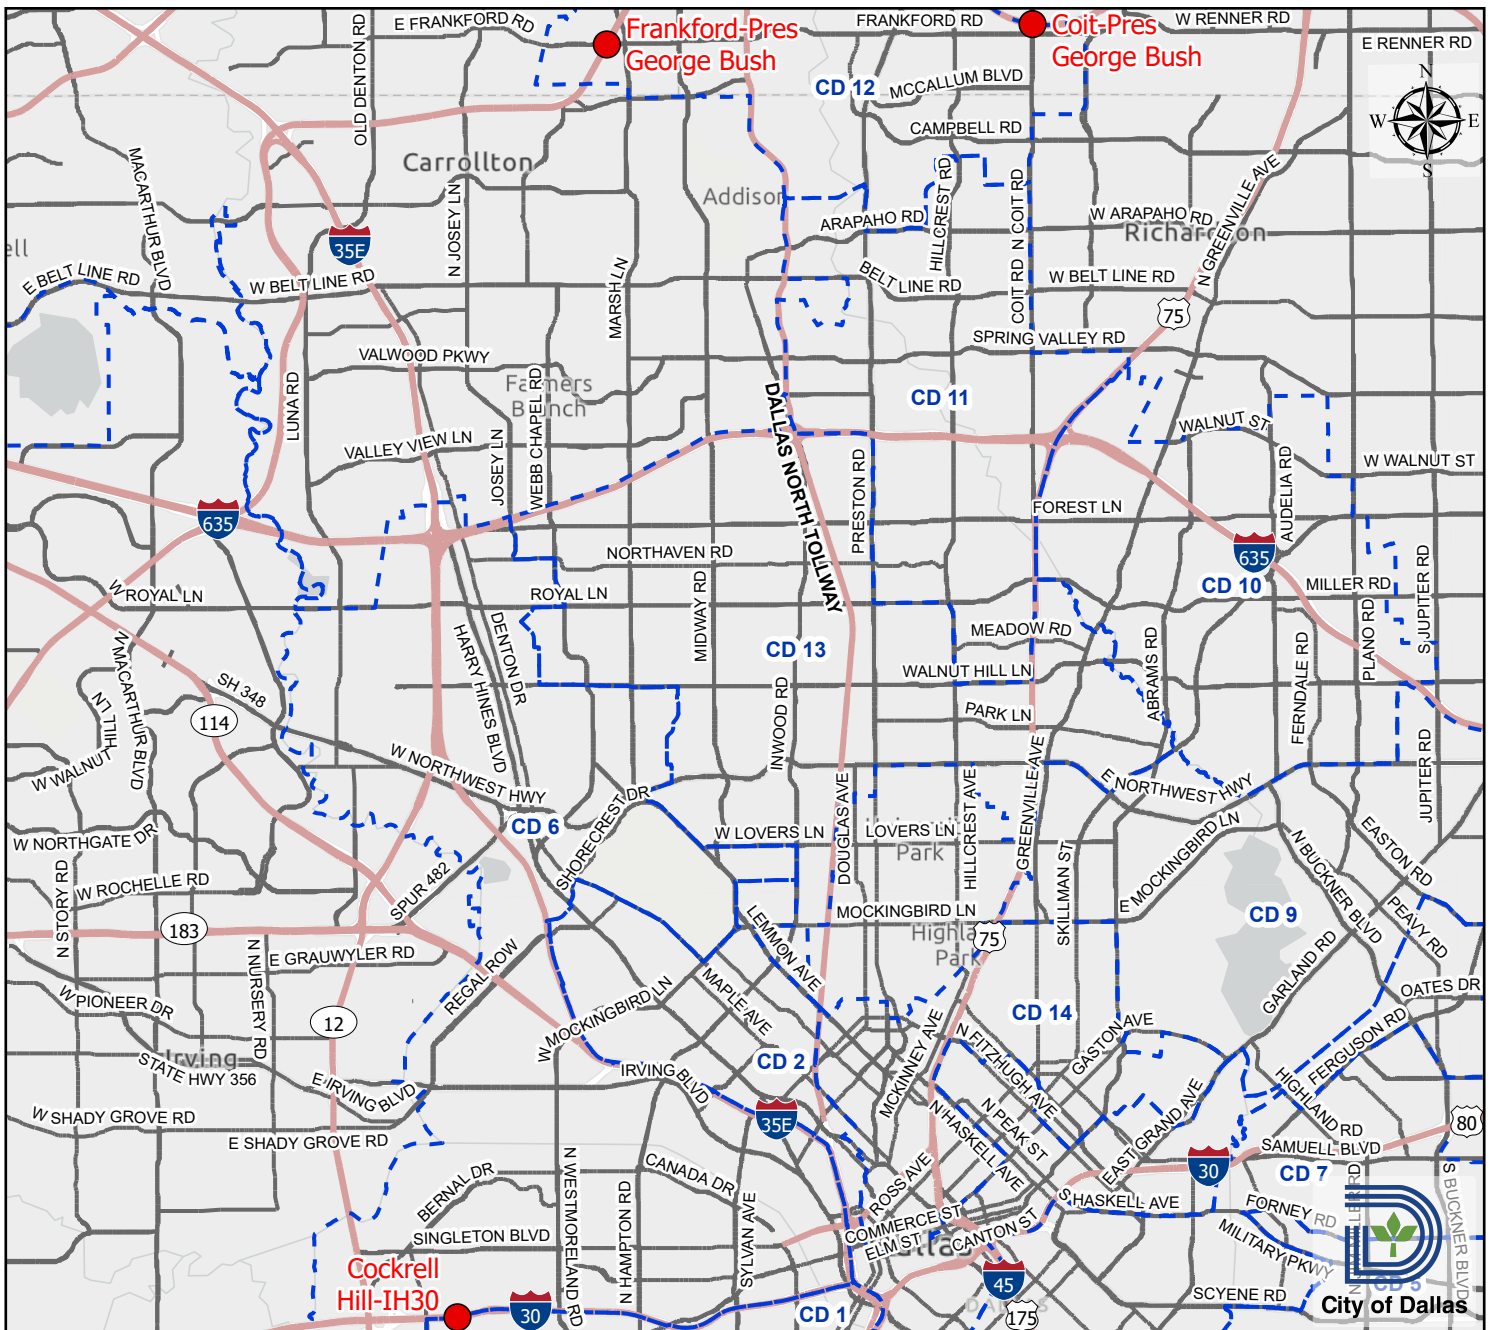 E FRANKFORD RD
FRANKFORD RD
W RENNER RD
E RENNER RD
Frankford-Pres
George Bush
Coit-Pres
George Bush
OLD DENTON RD
CD 12
MCCALLUM BLVD
CAMPBELL RD
N
W
E
S
Carrollton
MACARTHUR BLVD
N JOSEY LN
Addison
ARAPAHO RD
HILLCREST RD
COIT RD
N COIT RD
W ARAPAHO RD
Richardson
N GREENVILLE AVE
ell
35E
E BELT LINE RD
W BELT LINE RD
MARSH LN
BELT LINE RD
W BELT LINE RD
75
SPRING VALLEY RD
VALWOOD PKWY
Farmers
Branch
WEBB CHAPEL RD
LUNA RD
DALLAS NORTH TOLLWAY
CD 11
VALLEY VIEW LN
JOSEY LN
PRESTON RD
WALNUT ST
AUDELIA RD
W WALNUT ST
635
FOREST LN
635
NORTHAVEN RD
CD 10
MILLER RD
S JUPITER RD
W ROYAL LN
ROYAL LN
MIDWAY RD
PLANO RD
N MACARTHUR BLVD
HARRY HINES BLVD
DENTON DR
CD 13
MEADOW RD
WALNUT HILL LN
ABRAMS RD
FERNDALE RD
SH 348
114
HILL LN
W WALNUT
INWOOD RD
PARK LN
W NORTHWEST HWY
E NORTHWEST HWY
JUPITER RD
SHORECREST DR
CD 6
DOUGLAS AVE
HILLCREST AVE
GREENVILLE AVE
W LOVERS LN
LOVERS LN
Park
SKILLMAN ST
E MOCKINGBIRD LN
N BUCKNER BLVD
EASTON RD
W NORTHGATE DR
N STORY RD
W ROCHELLE RD
SPUR 482
183
MOCKINGBIRD LN
LEMMON AVE
Highla
Park
75
CD 9
PEAVY RD
N NURSERY RD
E GRAUWYLER RD
REGAL ROW
W PIONEER DR
12
W MOCKINGBIRD LN
MAPLE AVE
CD 14
GARLAND RD
OATES DR
Irving
STATE HWY 356
E IRVING BLVD
IRVING BLVD
CD 2
MCKINNEY AVE
N FITZHUGH AVE
GASTON AVE
FERGUSON RD
HIGHLAND RD
W SHADY GROVE RD
E SHADY GROVE RD
35E
N HASKELL AVE
N PEAK ST
EAST GRAND AVE
80
SAMUELL BLVD
30
CD 7
BERNAL DR
N WESTMORELAND RD
CANADA DR
N HAMPTON RD
SYLVAN AVE
ROSS AVE
S HASKELL AVE
FORNEY RD
S BUCKNER BLVD
SINGLETON BLVD
COMMERCE ST
ELM ST
CANTON ST
allas
MILITARY PKWY
Cockrell
Hill-IH30
30
CD 1
45
175
SCYENE RD
CD 5
City of Dallas